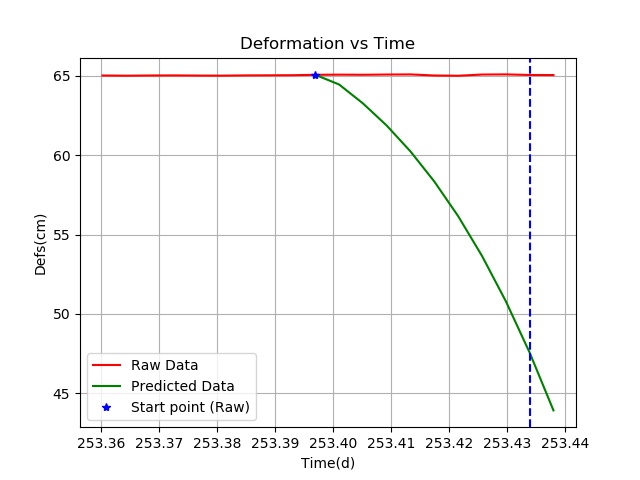 Deformation vs Time
Defs(cm)
65
60
55
50
45
Raw Data
Predicted Data
Start point (Raw)
253.36 253.37 253.38 253.39 253.40 253.41 253.42 253.43 253.44
Time(d)